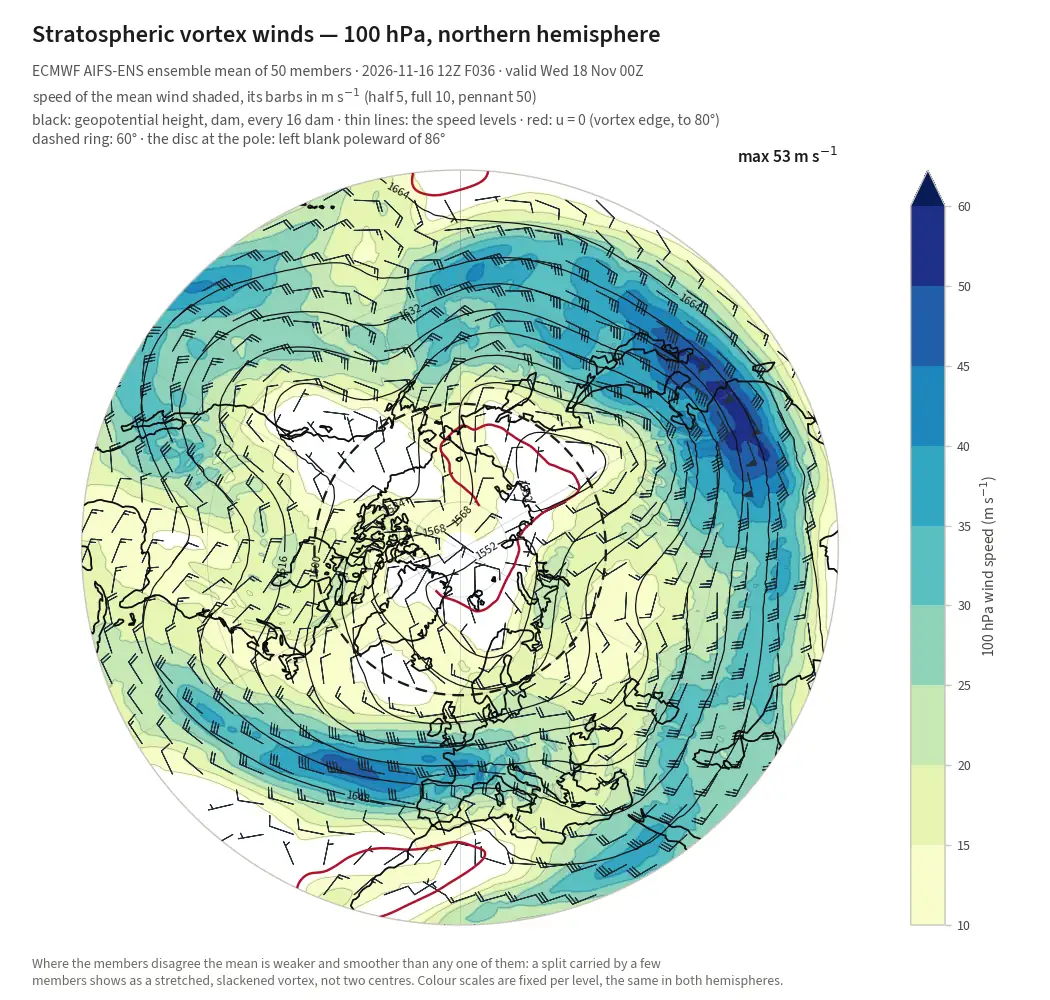 Stratospheric vortex winds — 100 hPa, northern hemisphere
ECMWF AIFS-ENS ensemble mean of 50 members · 2026-11-16 12Z F036 · valid Wed 18 Nov 00Z
speed of the mean wind shaded, its barbs in m s⁻¹ (half 5, full 10, pennant 50)
black: geopotential height, dam, every 16 dam · thin lines: the speed levels · red: u = 0 (vortex edge, to 80°)
dashed ring: 60° · the disc at the pole: left blank poleward of 86°
max 53 m s⁻¹
1664
1664
1632
1568
1568
1552
1616
1600
1648
60
50
45
40
35
30
25
20
15
10
100 hPa wind speed (m s⁻¹)
Where the members disagree the mean is weaker and smoother than any one of them: a split carried by a few
members shows as a stretched, slackened vortex, not two centres. Colour scales are fixed per level, the same in both hemispheres.